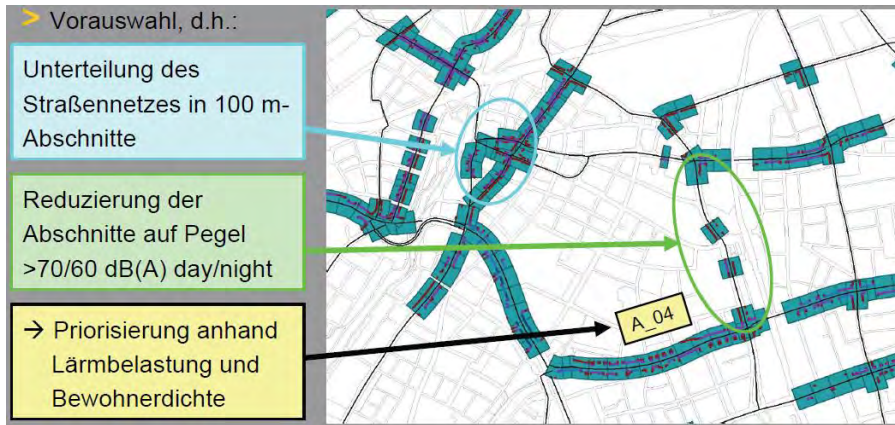 > Vorauswahl, d.h.:
Unterteilung des
Straßennetzes in 100 m-
Abschnitte
Reduzierung der
Abschnitte auf Pegel
>70/60 dB(A) day/night
→ Priorisierung anhand
Lärmbelastung und
Bewohnerdichte
A_04